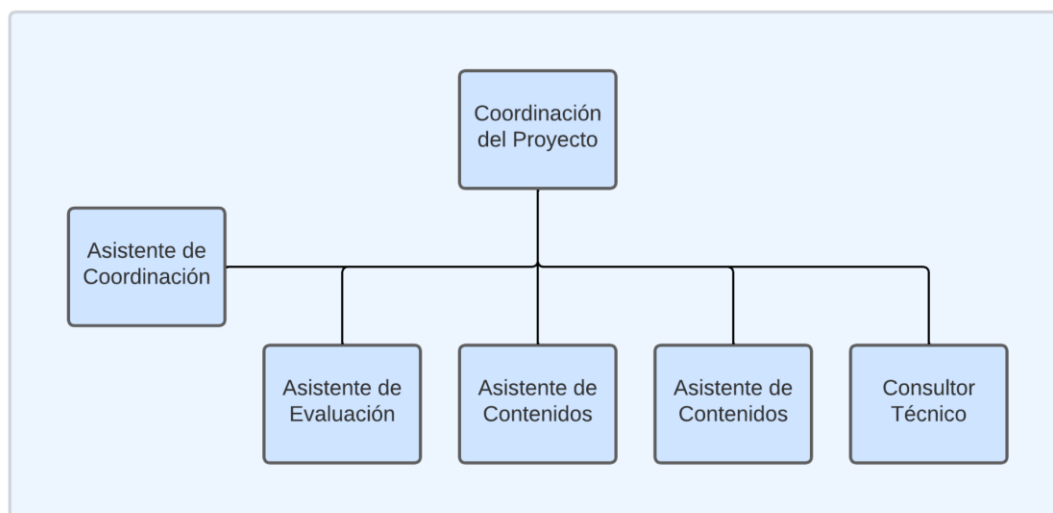 Coordinación
del Proyecto
Asistente de
Coordinación
Asistente de
Evaluación
Asistente de
Contenidos
Asistente de
Contenidos
Consultor
Técnico